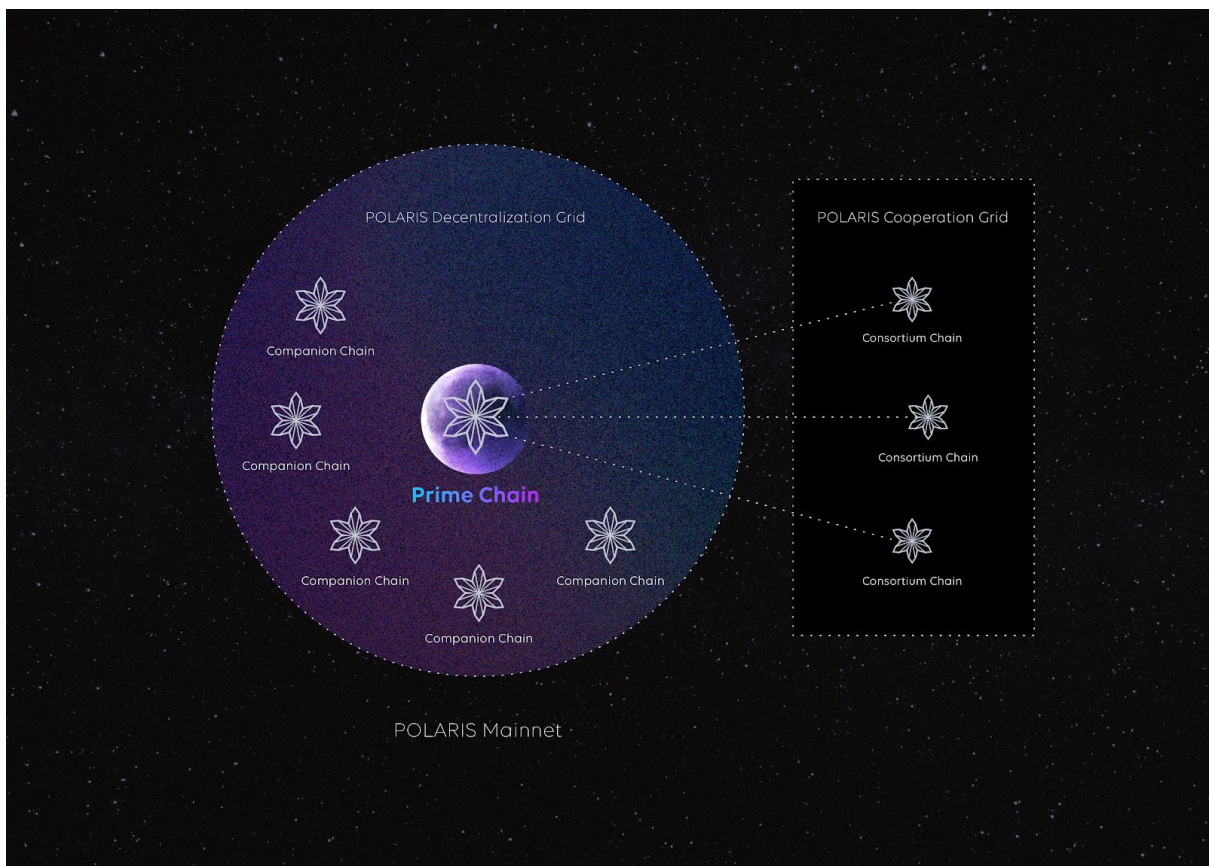 POLARIS Decentralization Grid
POLARIS Cooperation Grid
Companion Chain
Consortium Chain
Companion Chain
Consortium Chain
Prime Chain
Companion Chain
Companion Chain
Consortium Chain
Companion Chain
POLARIS Mainnet